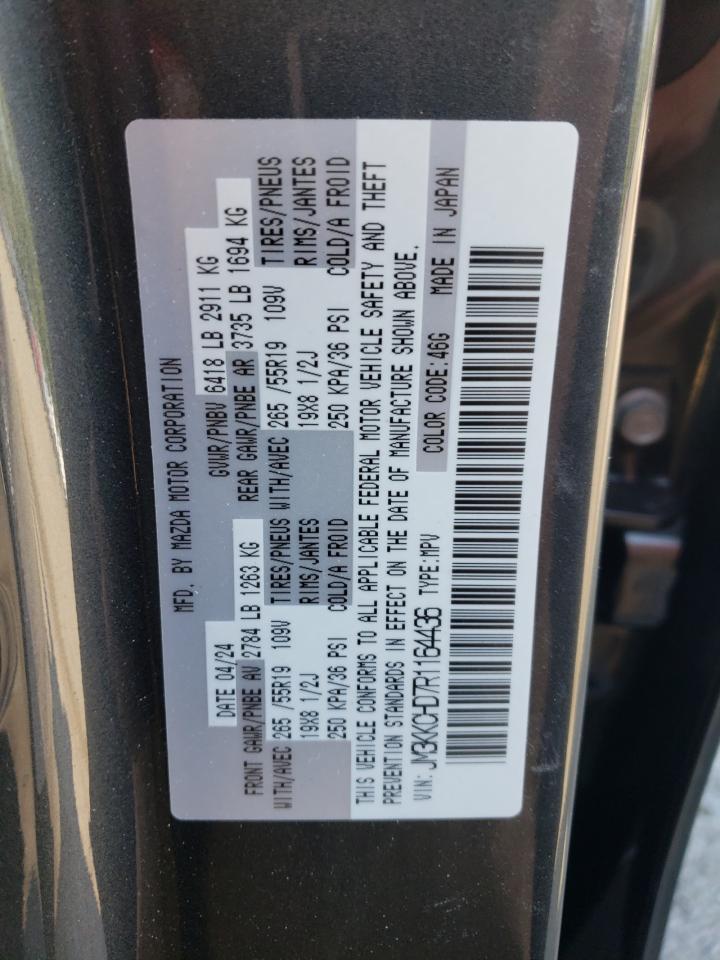 MFD. BY MAZDA MOTOR CORPORATION
DATE 04/24 GVWR/PNBV 6418 LB 2911 KG
FRONT GAWR/PNBE AV 2784 LB 1263 KG REAR GAWR/PNBE AR 3735 LB 1694 KG
WITH/AVEC 265 /55R19 109V TIRES/PNEUS WITH/AVEC 265 /55R19 109V TIRES/PNEUS
19X8 1/2J RIMS/JANTES 19X8 1/2J RIMS/JANTES
250 KPA/36 PSI COLD/A FROID 250 KPA/36 PSI COLD/A FROID
THIS VEHICLE CONFORMS TO ALL APPLICABLE FEDERAL MOTOR VEHICLE SAFETY AND THEFT
PREVENTION STANDARDS IN EFFECT ON THE DATE OF MANUFACTURE SHOWN ABOVE.
VIN: JM3KKCHD7R1164436 TYPE:MPV COLOR CODE:46G MADE IN JAPAN